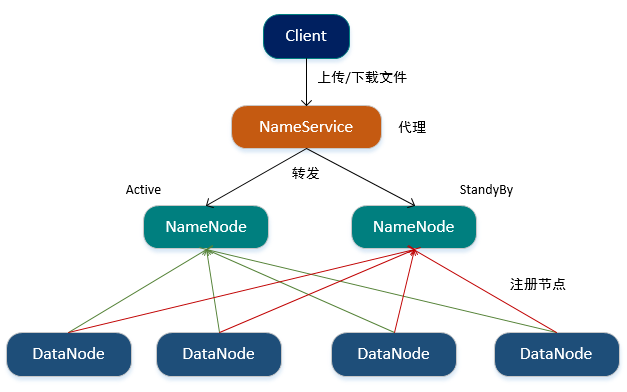 Client
上传/下载文件
NameService
代理
转发
Active
StandyBy
NameNode
NameNode
注册节点
DataNode
DataNode
DataNode
DataNode